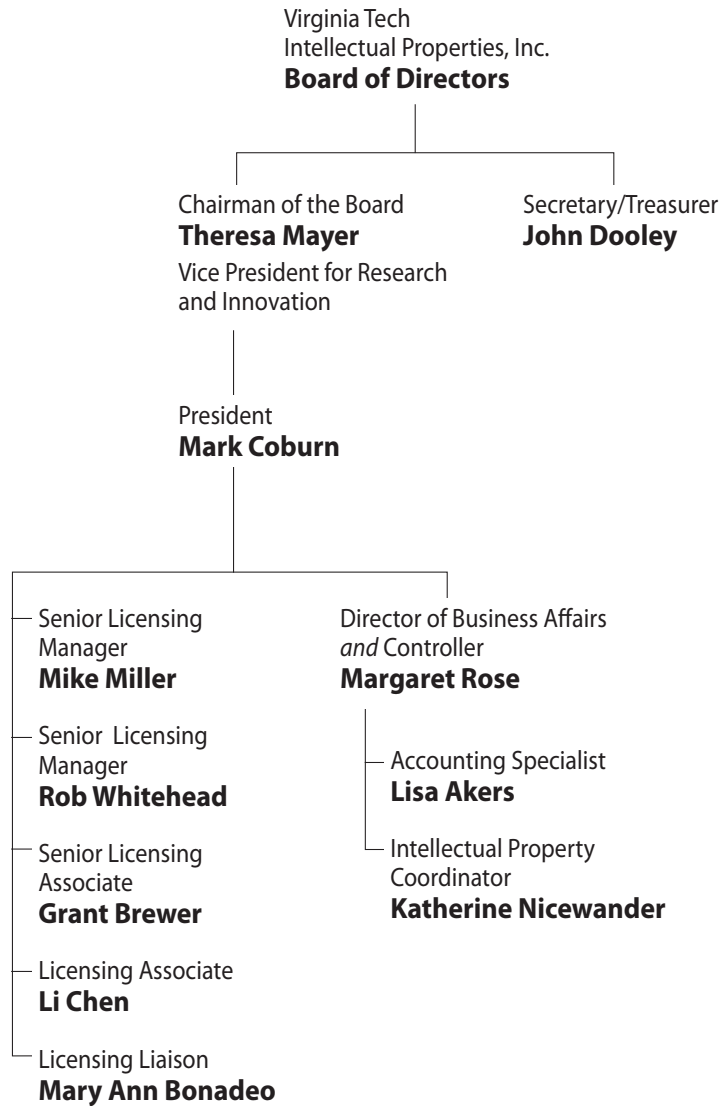 Virginia Tech
Intellectual Properties, Inc.
Board of Directors
Chairman of the Board
Theresa Mayer
Vice President for Research
and Innovation
Secretary/Treasurer
John Dooley
President
Mark Coburn
Senior Licensing
Manager
Mike Miller
Senior Licensing
Manager
Rob Whitehead
Senior Licensing
Associate
Grant Brewer
Licensing Associate
Li Chen
Licensing Liaison
Mary Ann Bonadeo
Director of Business Affairs
and Controller
Margaret Rose
Accounting Specialist
Lisa Akers
Intellectual Property
Coordinator
Katherine Nicewander